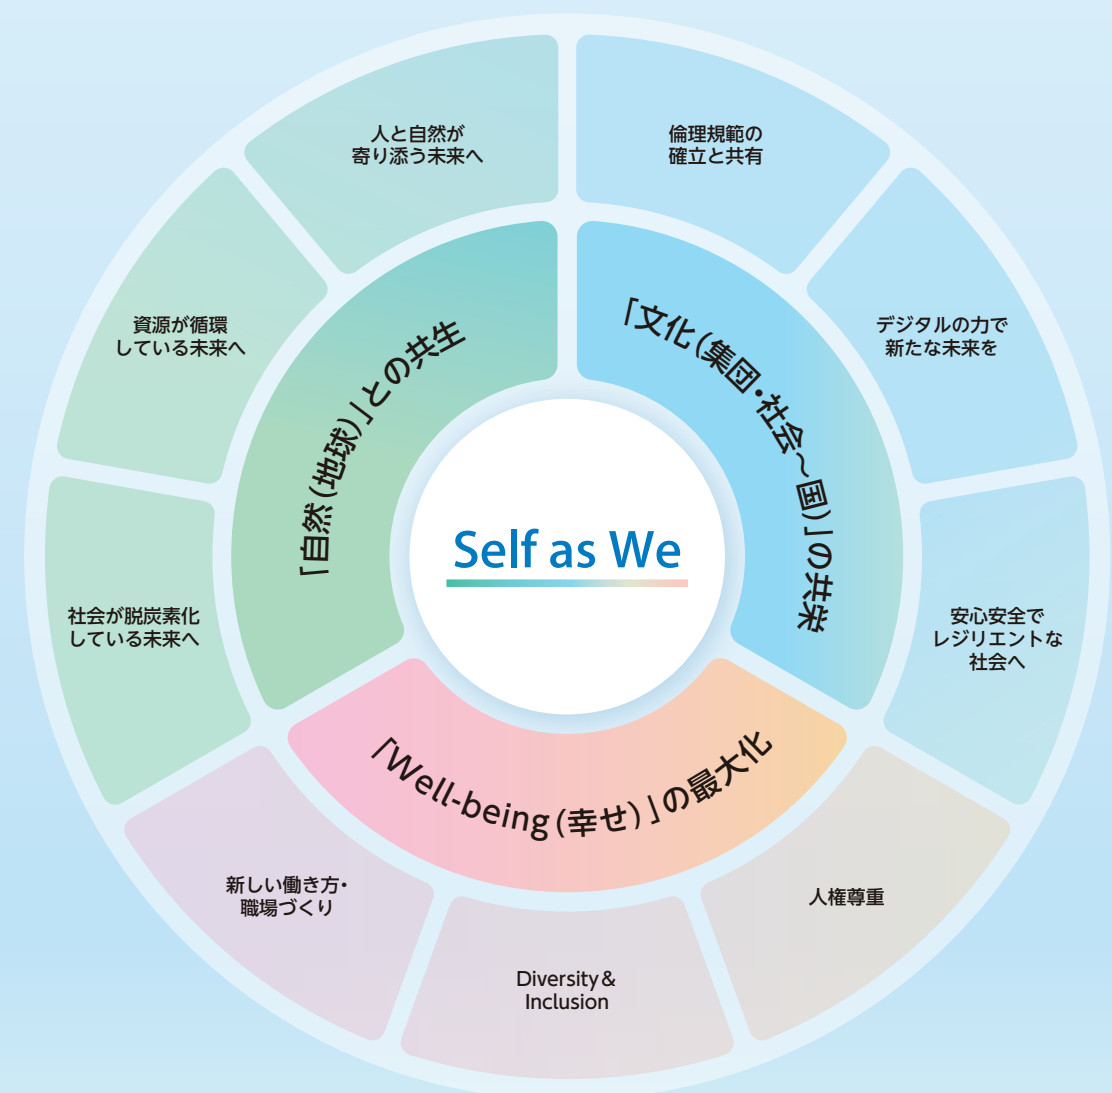 Self as We
「自然(地球)」との共生
「文化(集団・社会～国)」の共栄
「Well-being(幸せ)」の最大化
人と自然が
寄り添う未来へ
資源が循環
している未来へ
社会が脱炭素化
している未来へ
倫理規範の
確立と共有
デジタルの力で
新たな未来を
安心安全で
レジリエントな
社会へ
人権尊重
Diversity&
Inclusion
新しい働き方・
職場づくり